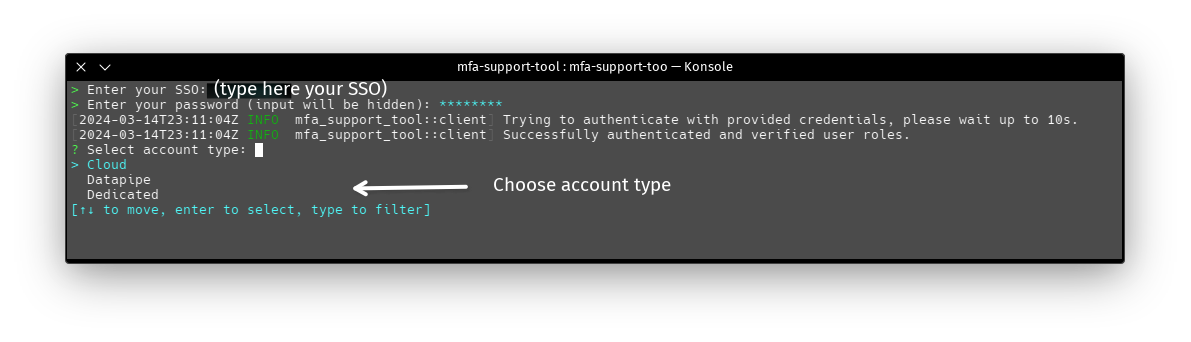 mfa-support-tool : mfa-support-too — Konsole
> Enter your SSO: (type here your SSO)
> Enter your password (input will be hidden): ********
[2024-03-14T23:11:04Z INFO  mfa_support_tool::client] Trying to authenticate with provided credentials, please wait up to 10s.
[2024-03-14T23:11:04Z INFO  mfa_support_tool::client] Successfully authenticated and verified user roles.
? Select account type:
> Cloud
Datapipe
Choose account type
Dedicated
[↑↓ to move, enter to select, type to filter]